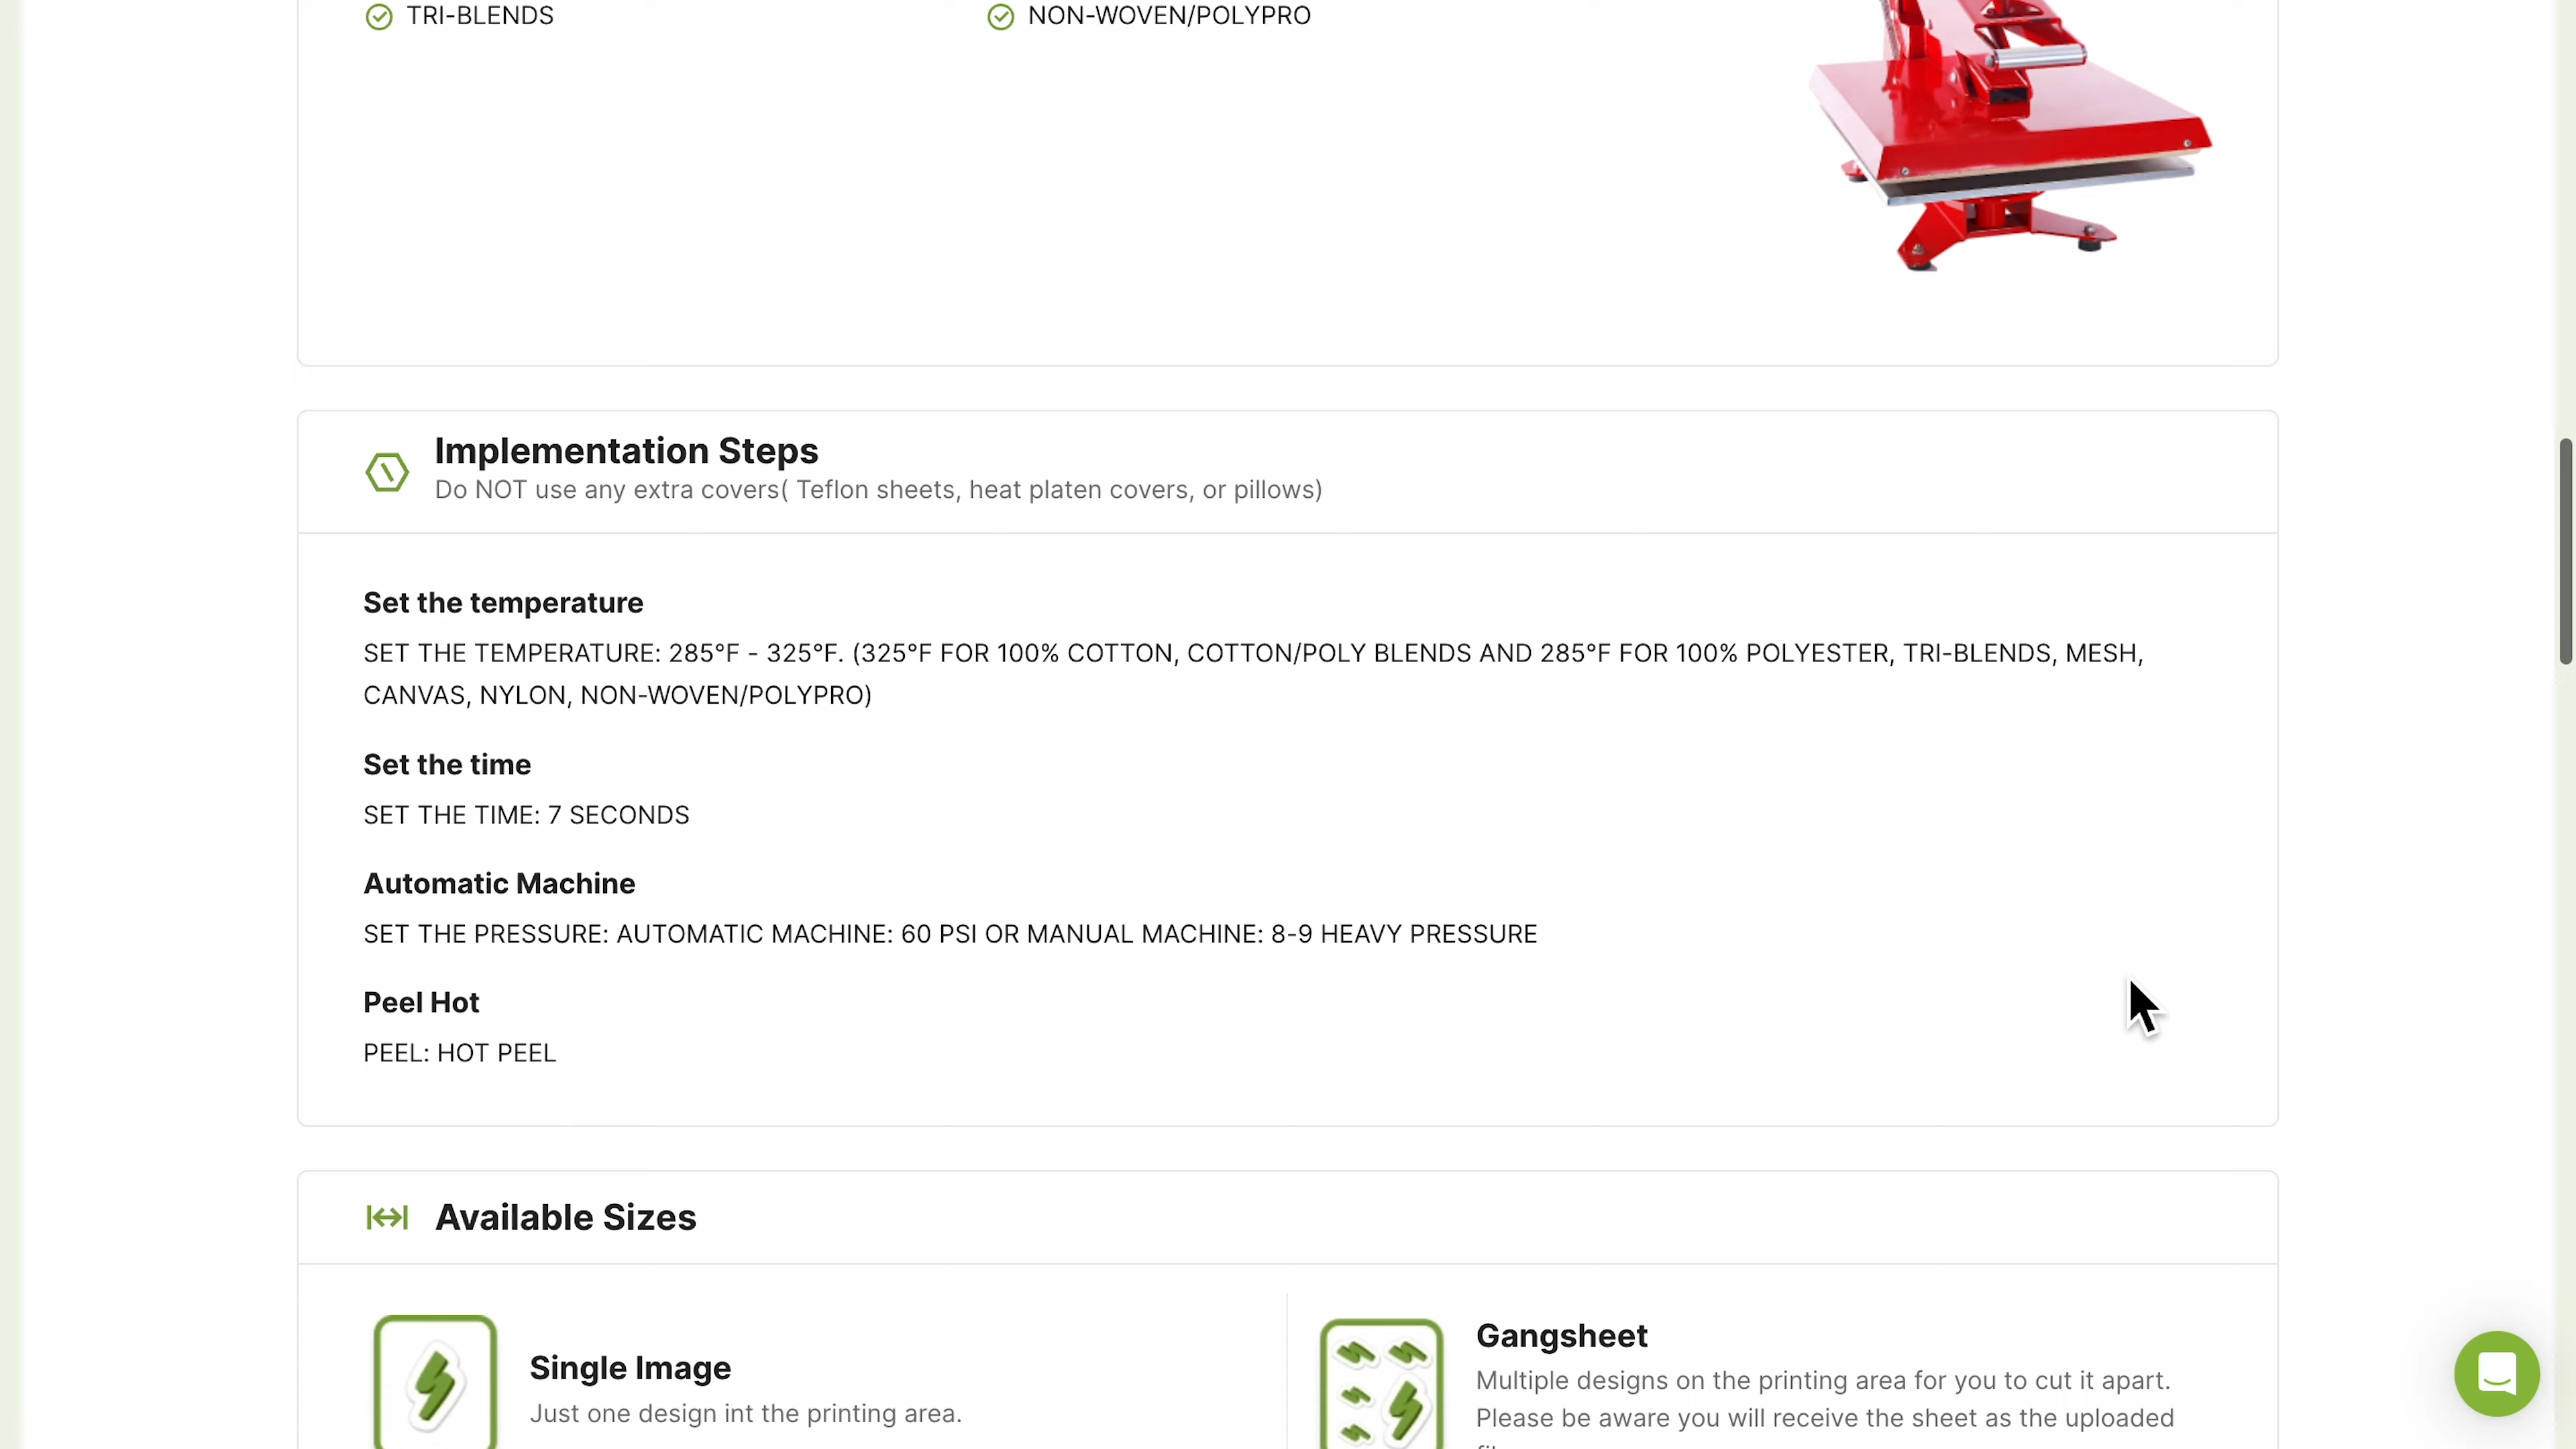 TRI-BLENDS
NON-WOVEN/POLYPRO
Implementation Steps
Do NOT use any extra covers( Teflon sheets, heat platen covers, or pillows)
Set the temperature
SET THE TEMPERATURE: 285°F - 325°F. (325°F FOR 100% COTTON, COTTON/POLY BLENDS AND 285°F FOR 100% POLYESTER, TRI-BLENDS, MESH,
CANVAS, NYLON, NON-WOVEN/POLYPRO)
Set the time
SET THE TIME: 7 SECONDS
Automatic Machine
SET THE PRESSURE: AUTOMATIC MACHINE: 60 PSI OR MANUAL MACHINE: 8-9 HEAVY PRESSURE
Peel Hot
PEEL: HOT PEEL
Available Sizes
Single Image
Just one design int the printing area.
Gangsheet
Multiple designs on the printing area for you to cut it apart.
Please be aware you will receive the sheet as the uploaded